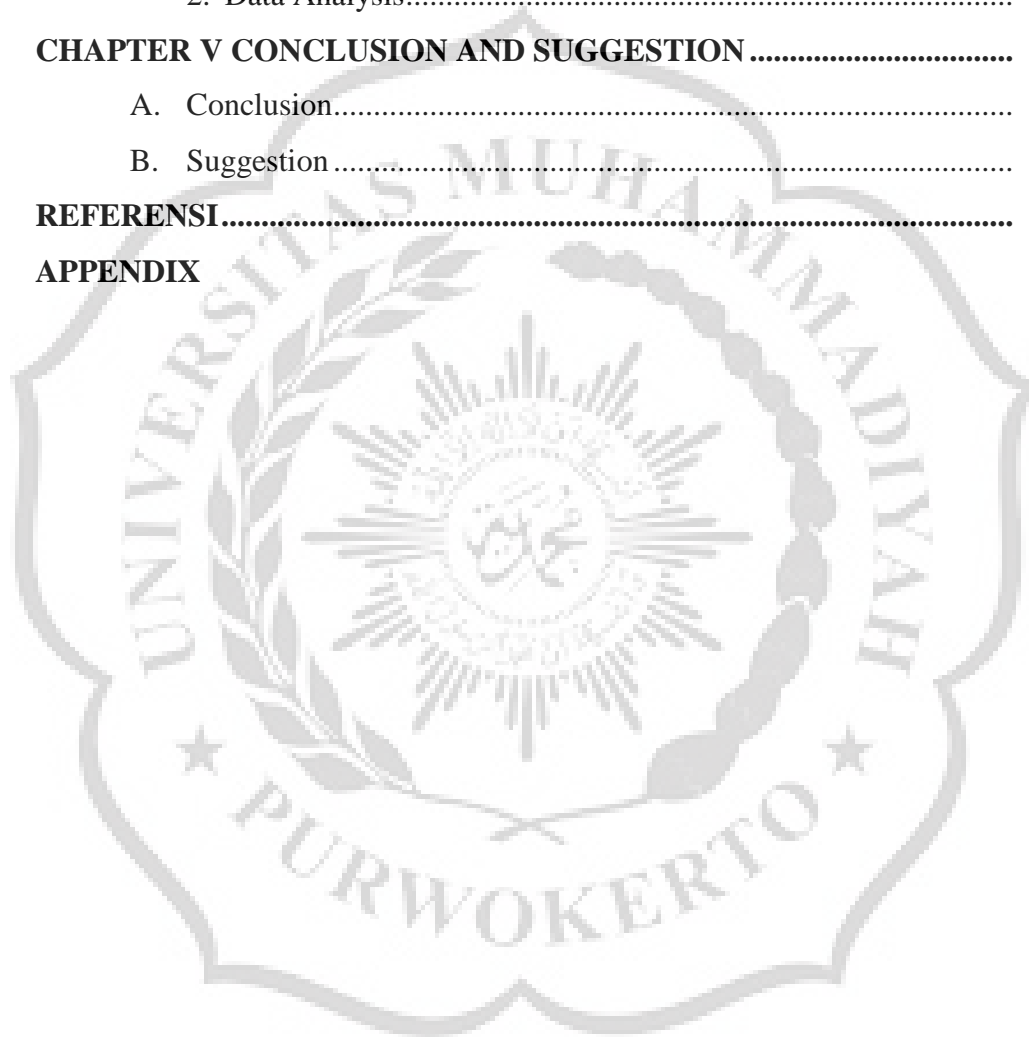 2. Data Analysis
CHAPTER V CONCLUSION AND SUGGESTION
A. Conclusion
B. Suggestion
REFERENSI
APPENDIX
UNIVERSITAS MUHAMMADIYAH
PURWOKERTO